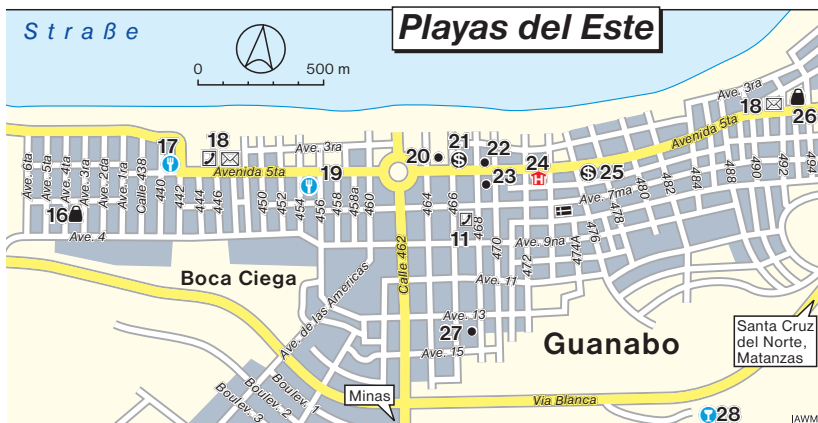 Straße
Playas del Este
0 500 m
Ave. 3ra
18
26
17
18
Ave. 3ra
20
21
22
24
25
Avenida 5ta
Avenida 5ta
19
23
Ave. 6ta
Ave. 5ta
Ave. 4ta
Ave. 3ra
Ave. 2da
Ave. 1ra
Calle 438
440
442
444
446
450
452
454
456
458
458a
460
464
466
468
470
472
474A
476
478
480
482
484
488
490
492
494
Ave. 7ma
16
Ave. 4
11
Ave. 9na
Boca Ciega
Calle 462
Ave. 11
Ave. de las Americas
Ave. 13
27
Ave. 15
Guanabo
Santa Cruz
del Norte,
Matanzas
Boulev. 1
Boulev. 2
Boulev. 3
Minas
Via Blanca
28
JAWM